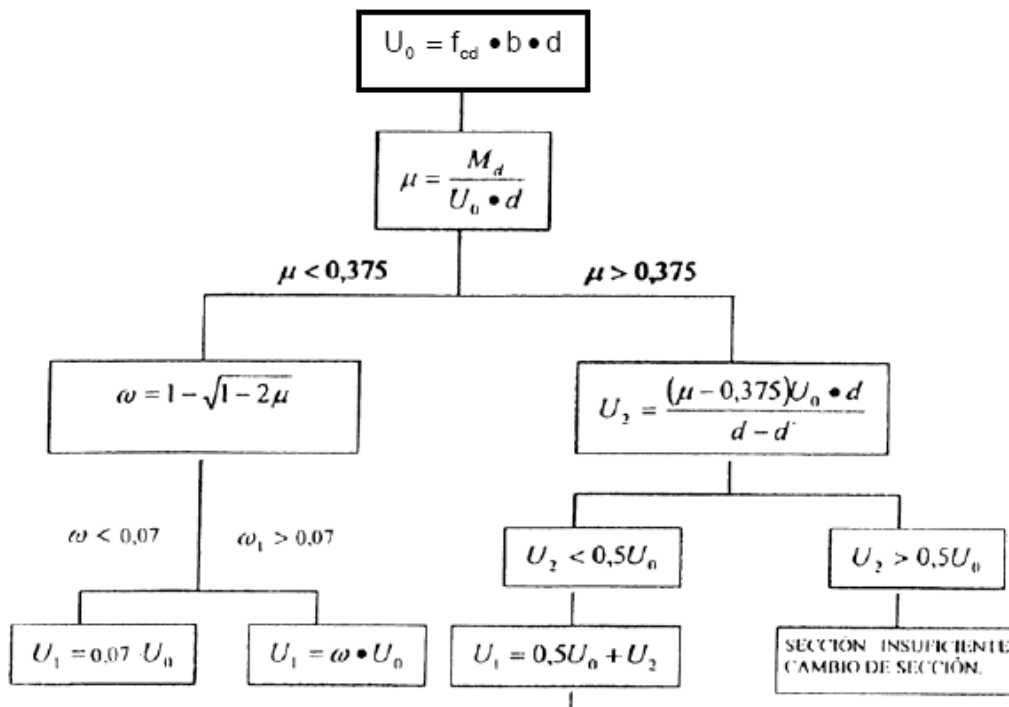 U₀ = f_cd • b • d
μ = M_d / (U₀ • d)
μ < 0,375
μ > 0,375
ω = 1 − √(1 − 2μ)
U₂ = (μ − 0,375)U₀ • d / (d − d')
ω < 0,07
ω₁ > 0,07
U₂ < 0,5U₀
U₂ > 0,5U₀
U₁ = 0,07 · U₀
U₁ = ω • U₀
U₁ = 0,5U₀ + U₂
SECCIÓN INSUFICIENTE
CAMBIO DE SECCIÓN.